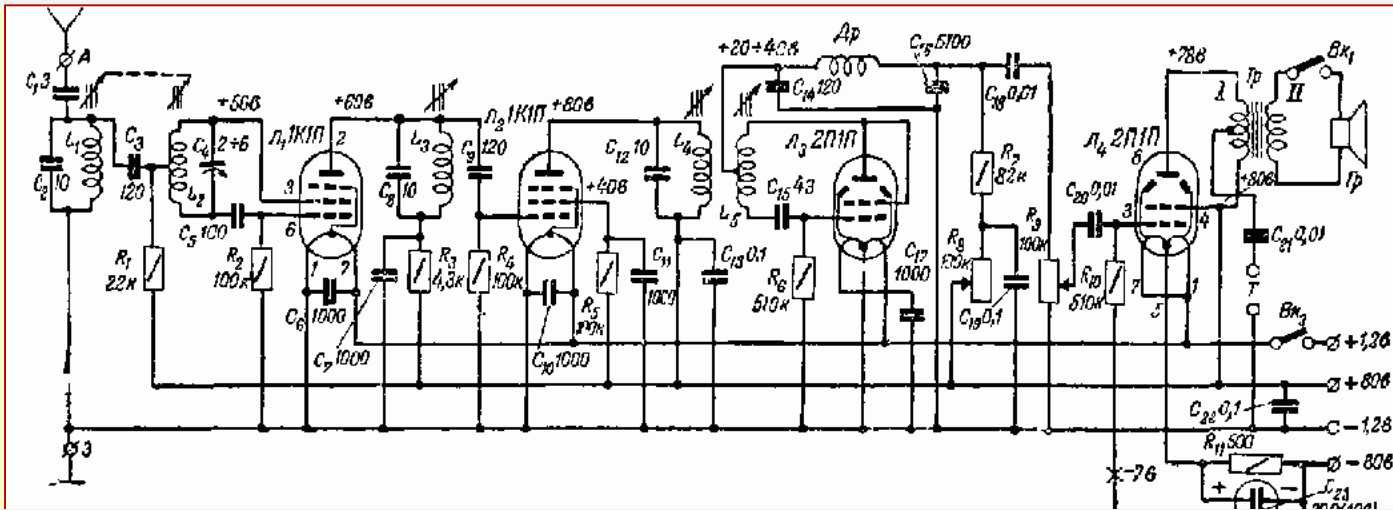 А
C₁ 3
L₁
C₂ 10
C₃
120
R₁
22к
+50в
C₄ 2÷6
L₂
C₅ 100
R₂
100к
Л₁ 1К1П
+60в
2
3
6
1 2
C₆ 1000
C₇ 1000
C₈ 10
L₃
R₃
4,3к
C₉ 120
R₄
100к
Л₂ 1К1П
+80в
+40в
C₁₀ 1000
R₅
100к
C₁₁
1000
C₁₂ 10
L₄
C₁₃ 0,1
+20÷40в
C₁₄ 120
Др
L₅
C₁₅ 43
R₆
510к
Л₃ 2П1П
C₁₇
1000
5100
C₁₈ 0,01
R₇
82к
R₈
C₁₉ 0,1
R₉
100к
C₂₀ 0,01
R₁₀
510к
+78в
Л₄ 2П1П
6
3
4
7
5
1
Тр
I
II
Вк₁
Гр
+80в
C₂₁ 0,01
Т
+1,2в
+80в
C₂₂ 0,1
-1,2в
R₁₁ 500
-80в
-7в
+ -
C₂₃
З